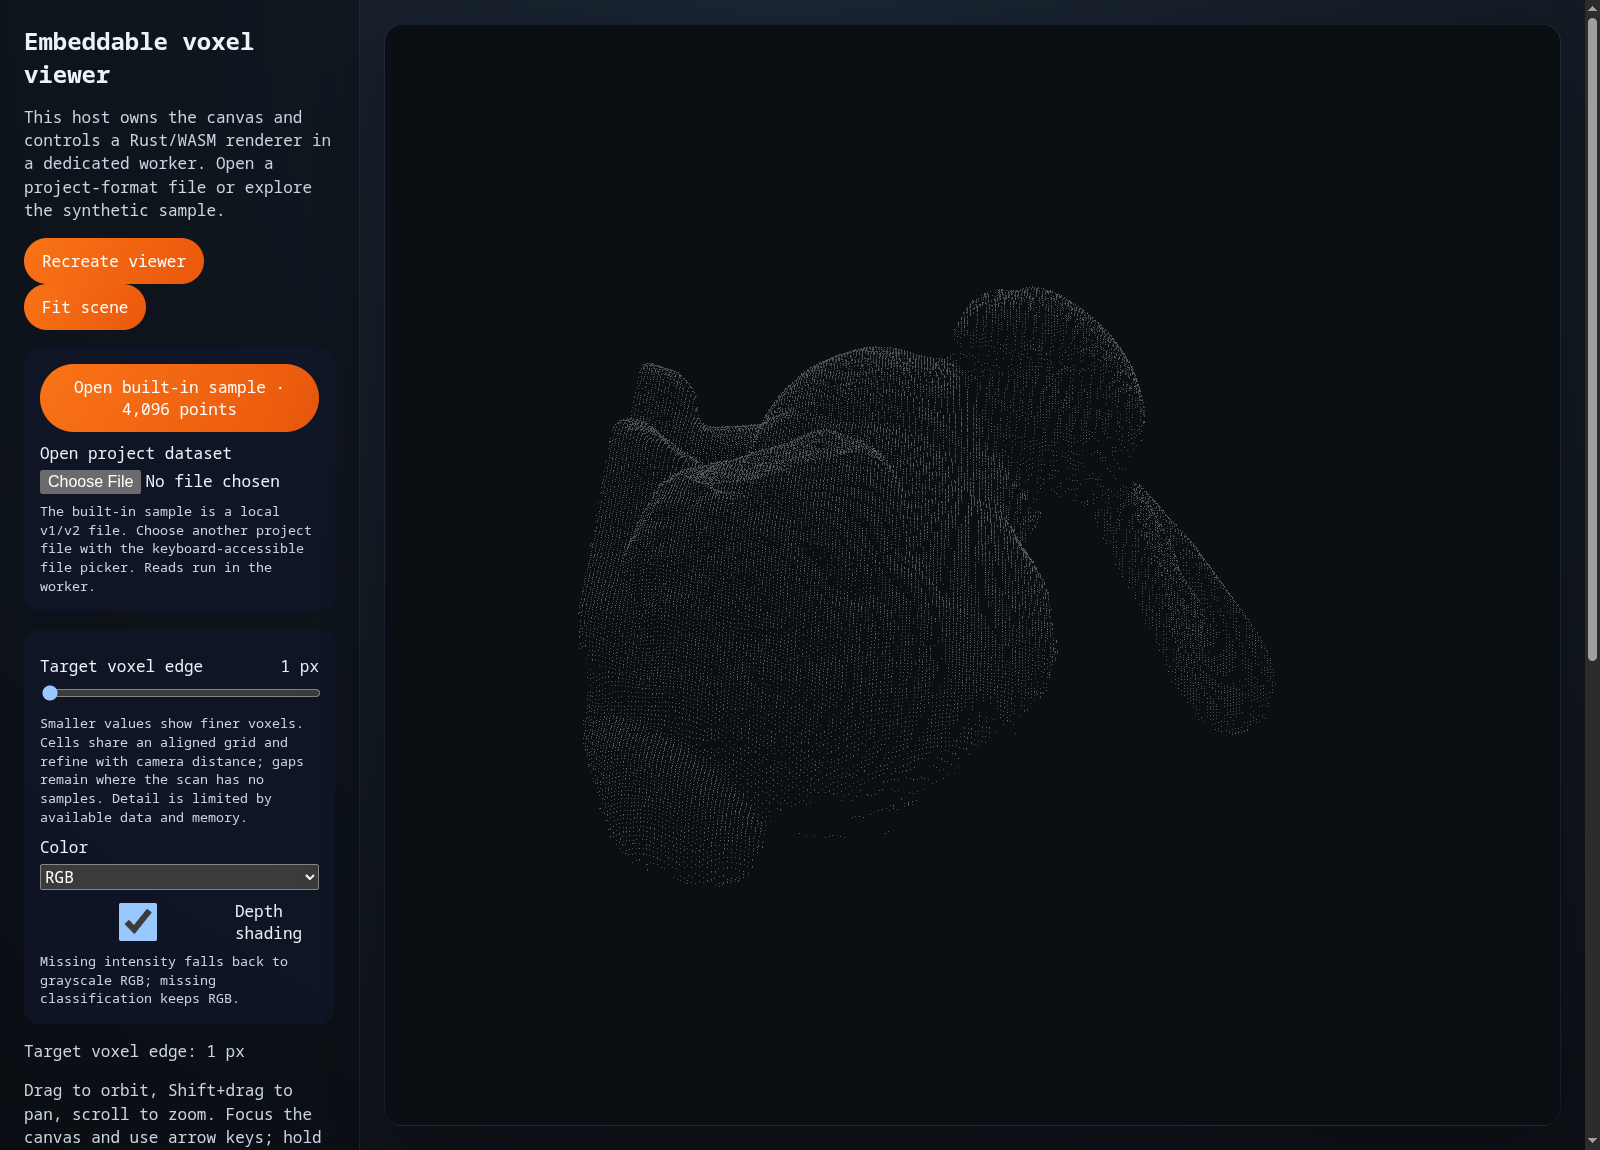 Embeddable voxel
viewer
This host owns the canvas and
controls a Rust/WASM renderer in
a dedicated worker. Open a
project-format file or explore
the synthetic sample.
Recreate viewer
Fit scene
Open built-in sample ·
4,096 points
Open project dataset
Choose File No file chosen
The built-in sample is a local
v1/v2 file. Choose another project
file with the keyboard-accessible
file picker. Reads run in the
worker.
Target voxel edge 1 px
Smaller values show finer voxels.
Cells share an aligned grid and
refine with camera distance; gaps
remain where the scan has no
samples. Detail is limited by
available data and memory.
Color
RGB
Depth
shading
Missing intensity falls back to
grayscale RGB; missing
classification keeps RGB.
Target voxel edge: 1 px
Drag to orbit, Shift+drag to
pan, scroll to zoom. Focus the
canvas and use arrow keys; hold